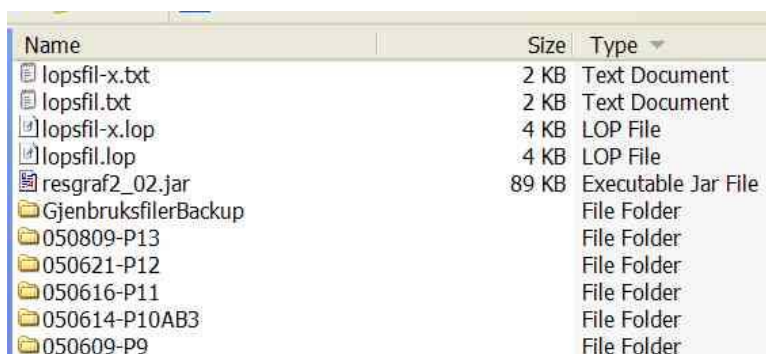 Name Size Type
lopsfil-x.txt 2 KB Text Document
lopsfil.txt 2 KB Text Document
lopsfil-x.lop 4 KB LOP File
lopsfil.lop 4 KB LOP File
resgraf2_02.jar 89 KB Executable Jar File
GjenbruksfilerBackup File Folder
050809-P13 File Folder
050621-P12 File Folder
050616-P11 File Folder
050614-P10AB3 File Folder
050609-P9 File Folder